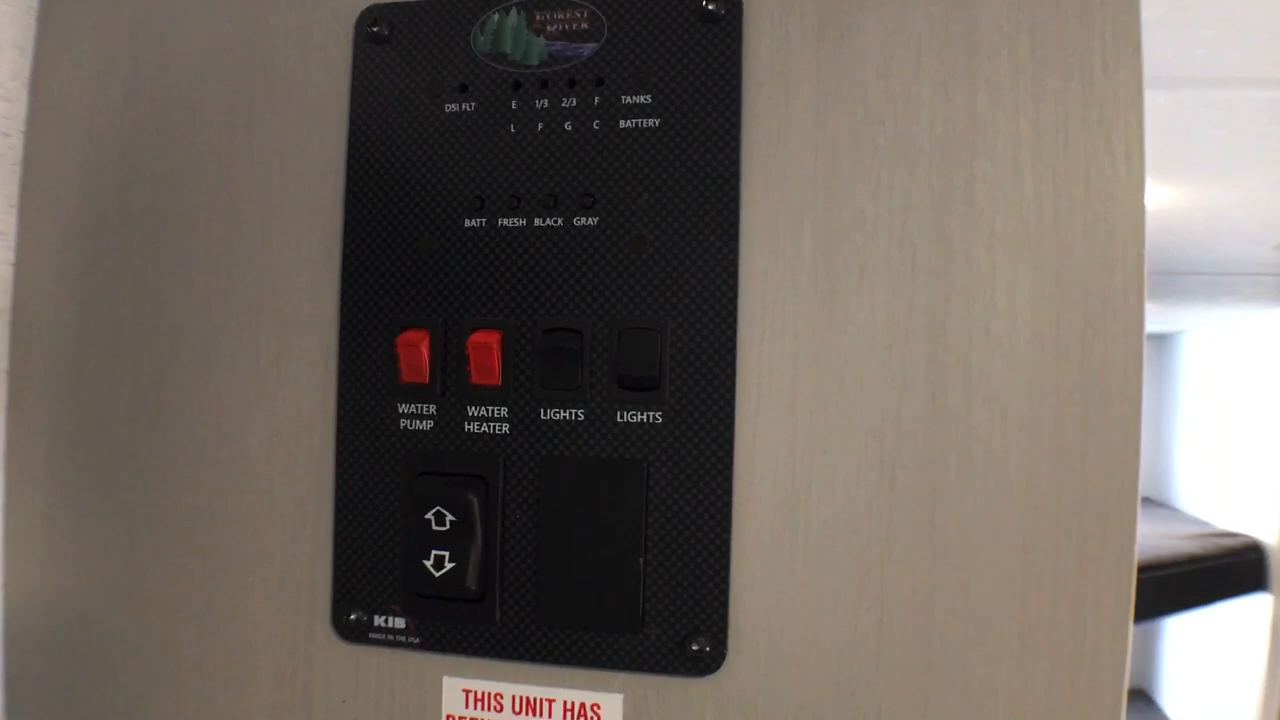 FOREST
RIVER
DSI FLT E 1/3 2/3 F TANKS
L F G C BATTERY
BATT FRESH BLACK GRAY
WATER PUMP
WATER HEATER
LIGHTS
LIGHTS
KIB
MADE IN THE USA
THIS UNIT HAS